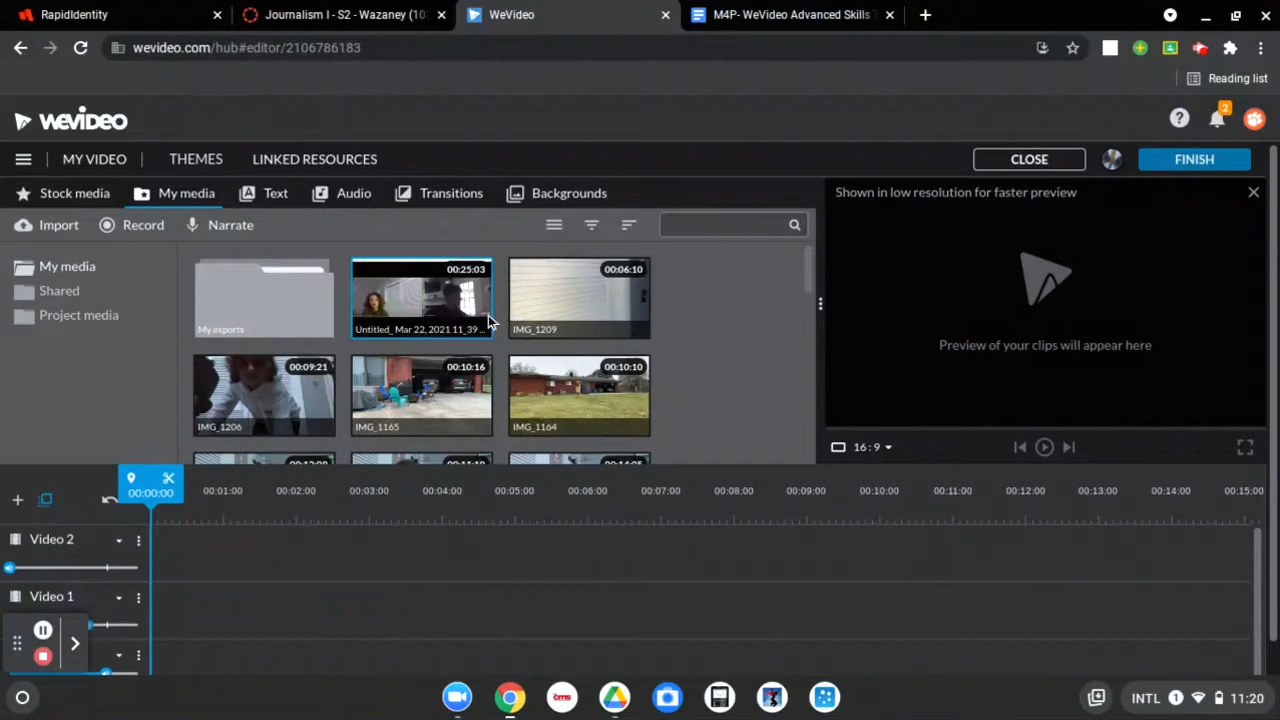 RapidIdentity
Journalism I - S2 - Wazaney (10:
WeVideo
M4P- WeVideo Advanced Skills T
wevideo.com/hub#editor/2106786183
Reading list
WEVIDEO
2
MY VIDEO
THEMES
LINKED RESOURCES
CLOSE
FINISH
Stock media
My media
Text
Audio
Transitions
Backgrounds
Shown in low resolution for faster preview
Import
Record
Narrate
My media
Shared
Project media
My exports
00:25:03
Untitled_ Mar 22, 2021 11_39 ...
00:06:10
IMG_1209
00:09:21
IMG_1206
00:10:16
IMG_1165
00:10:10
IMG_1164
Preview of your clips will appear here
16:9
00:00:00
00:01:00
00:02:00
00:03:00
00:04:00
00:05:00
00:06:00
00:07:00
00:08:00
00:09:00
00:10:00
00:11:00
00:12:00
00:13:00
00:14:00
00:15:00
Video 2
Video 1
cms
INTL
1
11:20